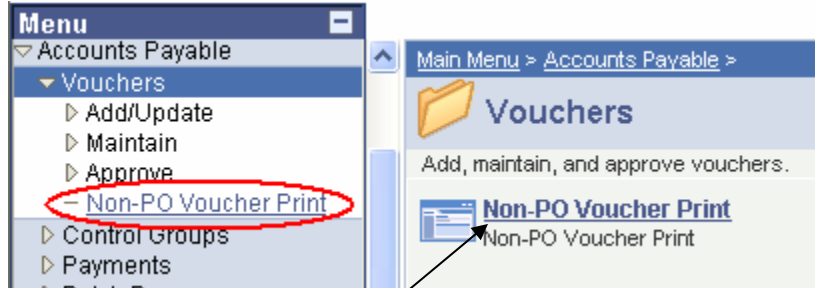 Menu
Accounts Payable
Vouchers
Add/Update
Maintain
Approve
Non-PO Voucher Print
Control Groups
Payments
Main Menu > Accounts Payable >
Vouchers
Add, maintain, and approve vouchers.
Non-PO Voucher Print
Non-PO Voucher Print